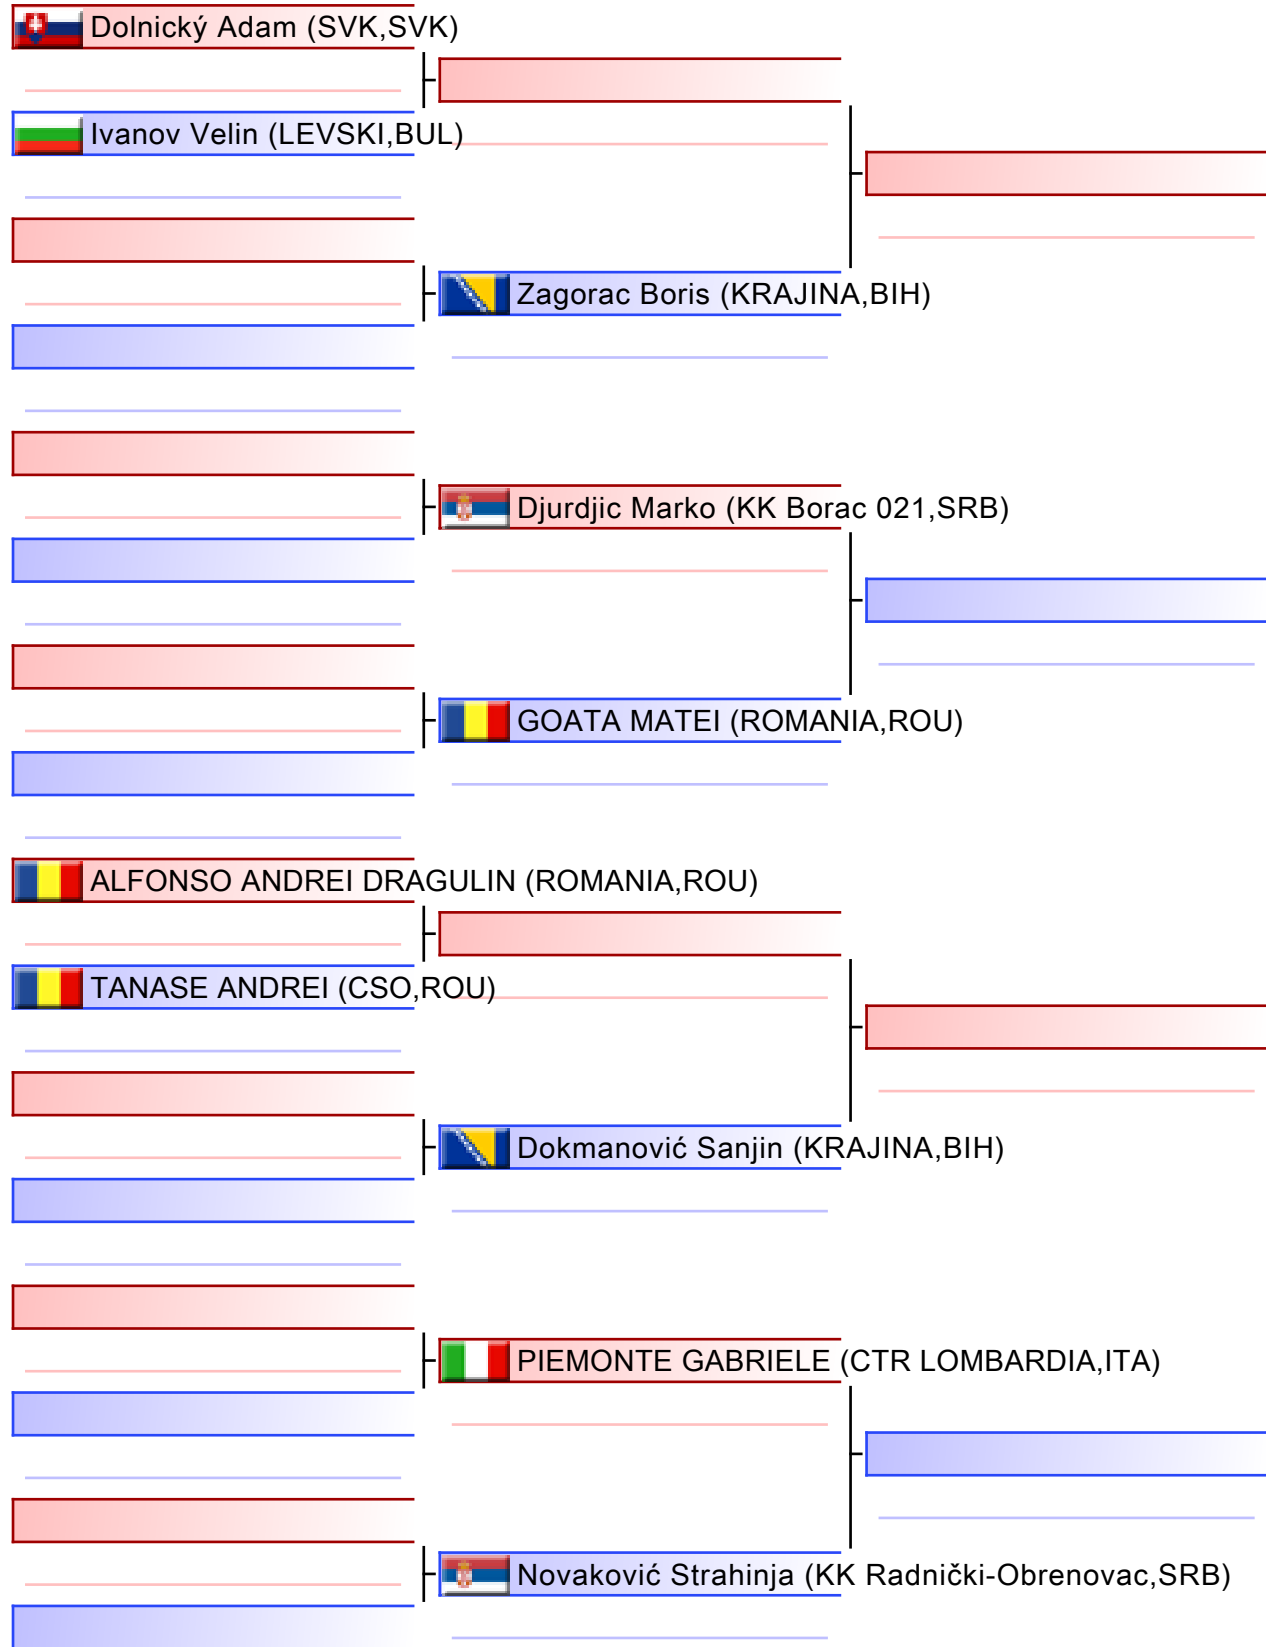 Dolnický Adam (SVK,SVK)
Ivanov Velin (LEVSKI,BUL)
Zagorac Boris (KRAJINA,BIH)
Djurdjic Marko (KK Borac 021,SRB)
GOATA MATEI (ROMANIA,ROU)
ALFONSO ANDREI DRAGULIN (ROMANIA,ROU)
TANASE ANDREI (CSO,ROU)
Dokmanović Sanjin (KRAJINA,BIH)
PIEMONTE GABRIELE (CTR LOMBARDIA,ITA)
Novaković Strahinja (KK Radnički-Obrenovac,SRB)